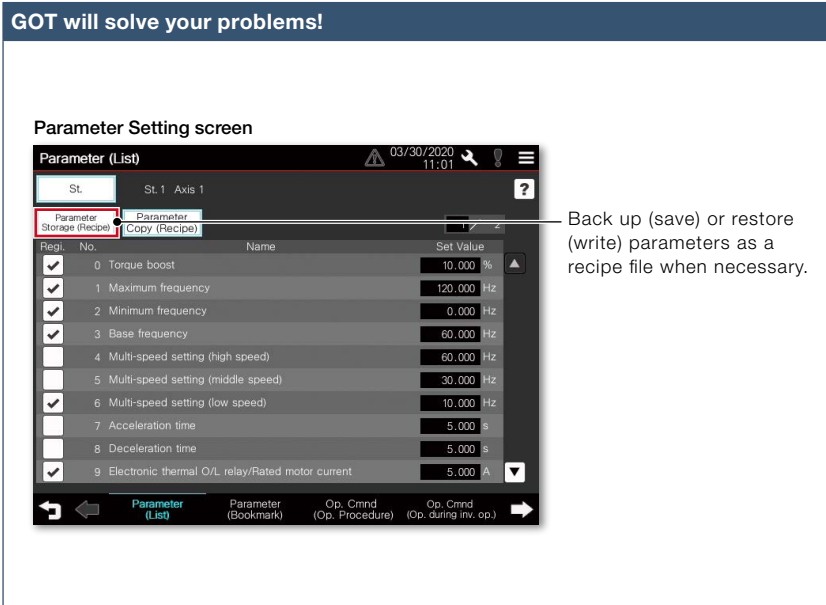 GOT will solve your problems!
Parameter Setting screen
Parameter (List)
03/30/2020
11:01
St.
St. 1 Axis 1
?
Parameter
Storage (Recipe)
Parameter
Copy (Recipe)
1 / 2
Back up (save) or restore
(write) parameters as a
recipe file when necessary.
Regi. No. Name Set Value
0 Torque boost 10.000 %
1 Maximum frequency 120.000 Hz
2 Minimum frequency 0.000 Hz
3 Base frequency 60.000 Hz
4 Multi-speed setting (high speed) 60.000 Hz
5 Multi-speed setting (middle speed) 30.000 Hz
6 Multi-speed setting (low speed) 10.000 Hz
7 Acceleration time 5.000 s
8 Deceleration time 5.000 s
9 Electronic thermal O/L relay/Rated motor current 5.000 A
Parameter
(List)
Parameter
(Bookmark)
Op. Cmnd
(Op. Procedure)
Op. Cmnd
(Op. during inv. op.)